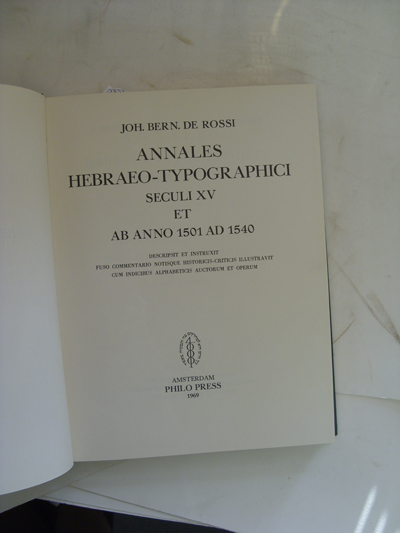 JOH. BERN. DE ROSSI
ANNALES
HEBRAEO-TYPOGRAPHICI
SECULI XV
ET
AB ANNO 1501 AD 1540
DESCRIPSIT ET INSTRUXIT
FUSO COMMENTARIO NOTISQUE HISTORICIS-CRITICIS ILLUSTRAVIT
CUM INDICIBUS ALPHABETICIS AUCTORUM ET OPERUM
AMSTERDAM
PHILO PRESS
1969